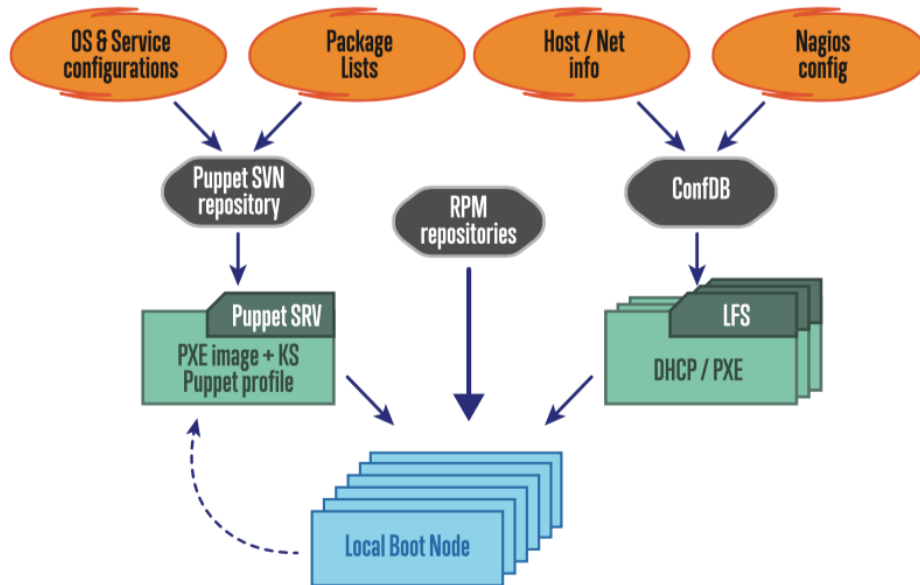 OS & Service
configurations
Package
Lists
Host / Net
info
Nagios
config
Puppet SVN
repository
RPM
repositories
ConfDB
Puppet SRV
PXE image + KS
Puppet profile
LFS
DHCP / PXE
Local Boot Node